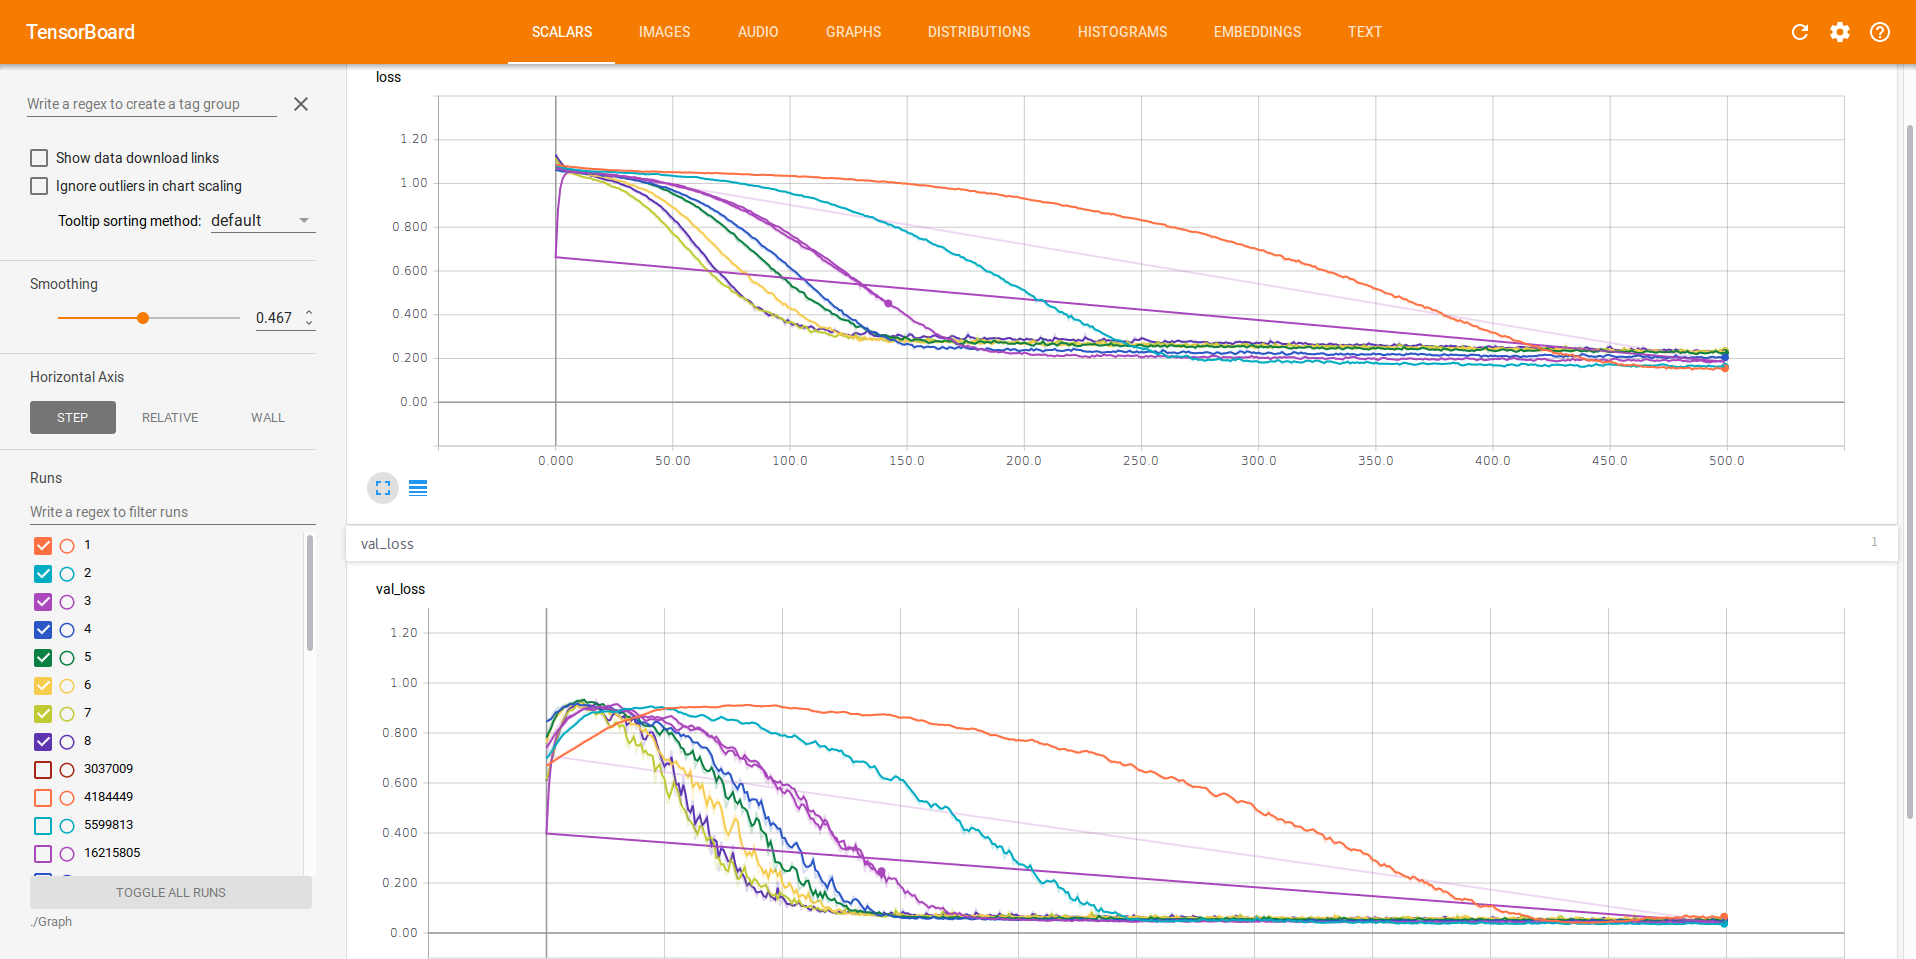 TensorBoard
SCALARS IMAGES AUDIO GRAPHS DISTRIBUTIONS HISTOGRAMS EMBEDDINGS TEXT
Write a regex to create a tag group
Show data download links
Ignore outliers in chart scaling
Tooltip sorting method: default
Smoothing
0.467
Horizontal Axis
STEP RELATIVE WALL
Runs
Write a regex to filter runs
1
2
3
4
5
6
7
8
3037009
4184449
5599813
16215805
TOGGLE ALL RUNS
./Graph
loss
1.20
1.00
0.800
0.600
0.400
0.200
0.00
0.000 50.00 100.0 150.0 200.0 250.0 300.0 350.0 400.0 450.0 500.0
val_loss 1
val_loss
1.20
1.00
0.800
0.600
0.400
0.200
0.00